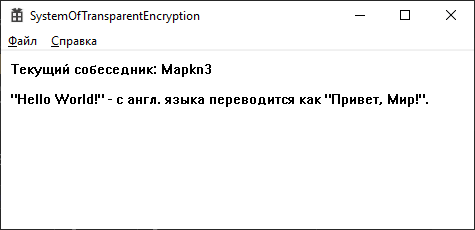 SystemOfTransparentEncryption
Файл Справка
Текущий собеседник: Mapkn3
"Hello World!" - с англ. языка переводится как "Привет, Мир!".